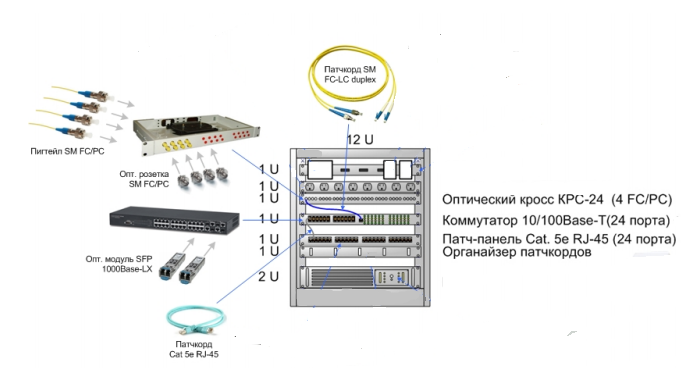 Патчкорд SM
FC-LC duplex
Пигтейл SM FC/PC
Опт. розетка
SM FC/PC
Опт. модуль SFP
1000Base-LX
Патчкорд
Cat 5e RJ-45
12 U
1 U
1 U
1 U
1 U
1 U
1 U
2 U
Оптический кросс КРС-24 (4 FC/PC)
Коммутатор 10/100Base-T(24 порта)
Патч-панель Cat. 5e RJ-45 (24 порта)
Органайзер патчкордов